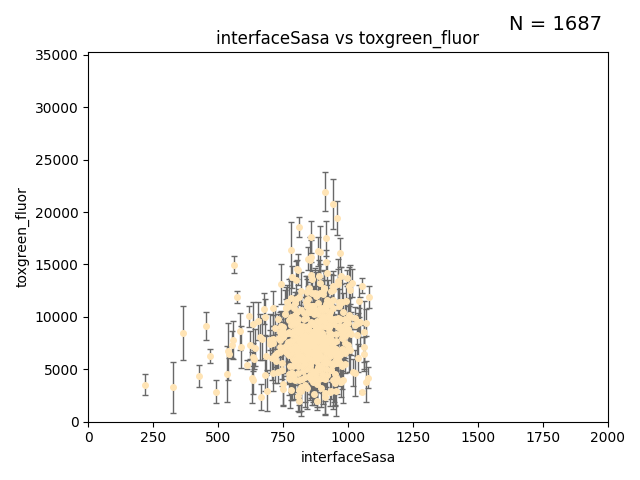 N = 1687
interfaceSasa vs toxgreen_fluor
35000
30000
25000
20000
15000
10000
5000
0
toxgreen_fluor
0 250 500 750 1000 1250 1500 1750 2000
interfaceSasa